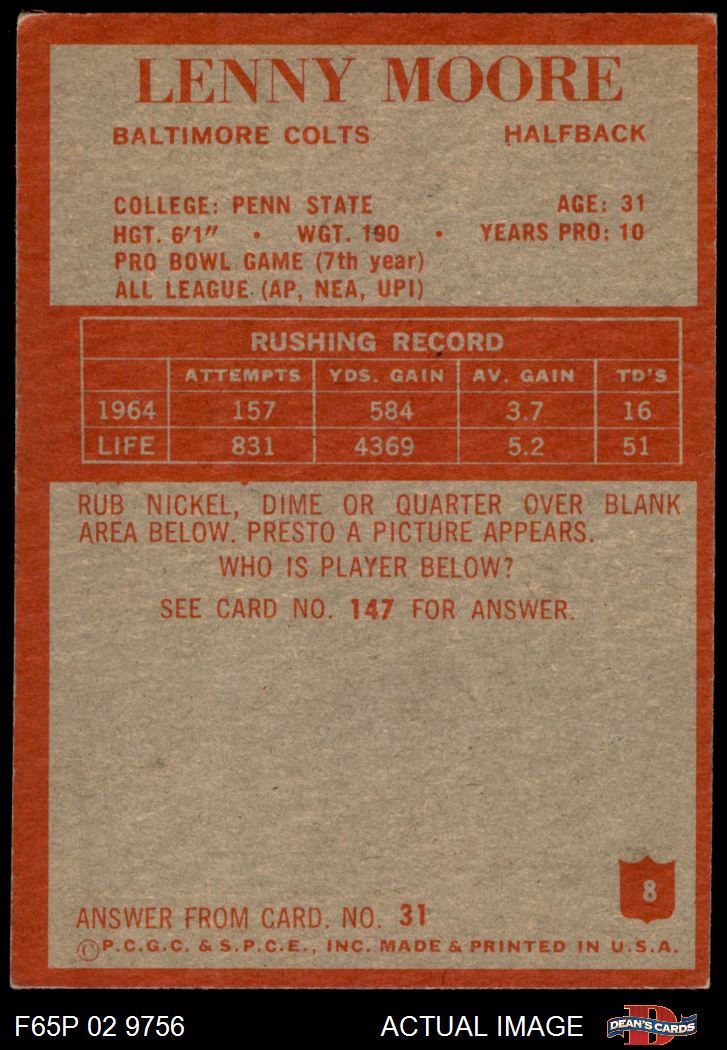 LENNY MOORE
BALTIMORE COLTS HALFBACK
COLLEGE: PENN STATE AGE: 31
HGT. 6'1" • WGT. 190 • YEARS PRO: 10
PRO BOWL GAME (7th year)
ALL LEAGUE (AP, NEA, UPI)
RUSHING RECORD
ATTEMPTS YDS. GAIN AV. GAIN TD'S
1964 157 584 3.7 16
LIFE 831 4369 5.2 51
RUB NICKEL, DIME OR QUARTER OVER BLANK
AREA BELOW. PRESTO A PICTURE APPEARS.
WHO IS PLAYER BELOW?
SEE CARD NO. 147 FOR ANSWER.
8
ANSWER FROM CARD. NO. 31
P.C.G.C. & S.P.C.E., INC. MADE & PRINTED IN U.S.A.
F65P 02 9756 ACTUAL IMAGE DEAN'S CARDS